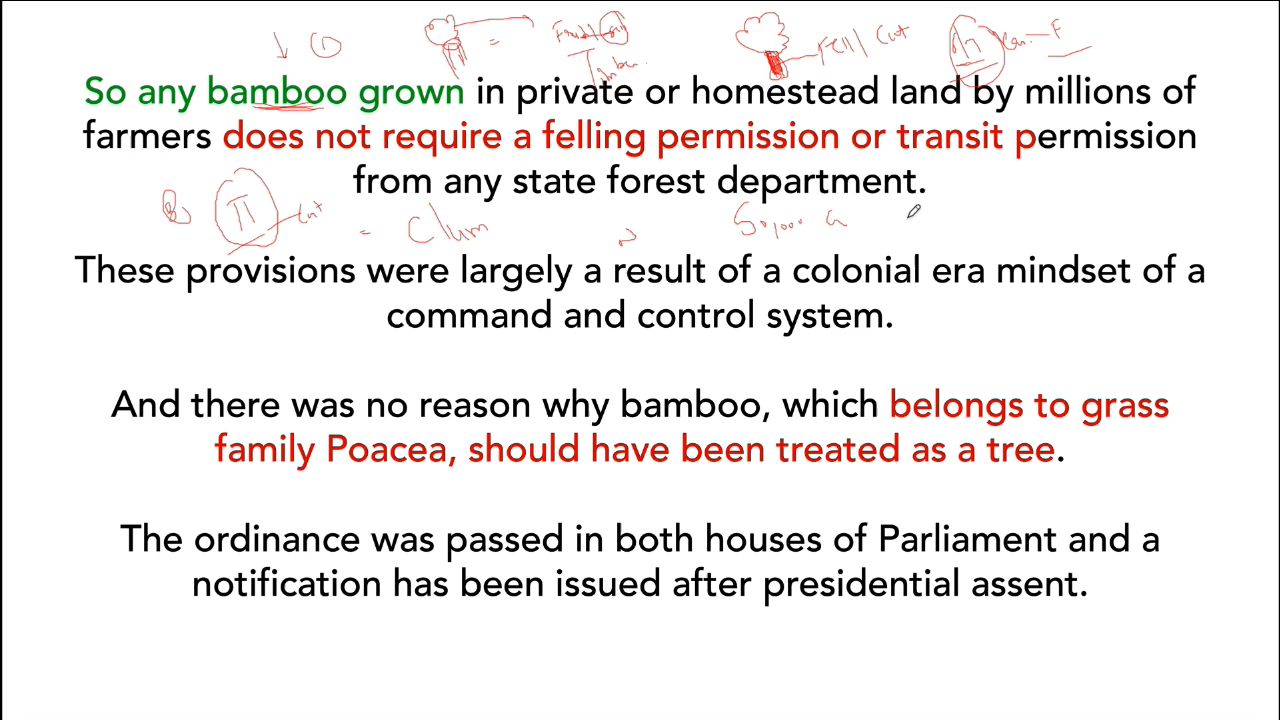 Fell/ Cut
So any bamboo grown in private or homestead land by millions of
farmers does not require a felling permission or transit permission
from any state forest department.
Cut = Clum
These provisions were largely a result of a colonial era mindset of a
command and control system.
And there was no reason why bamboo, which belongs to grass
family Poacea, should have been treated as a tree.
The ordinance was passed in both houses of Parliament and a
notification has been issued after presidential assent.